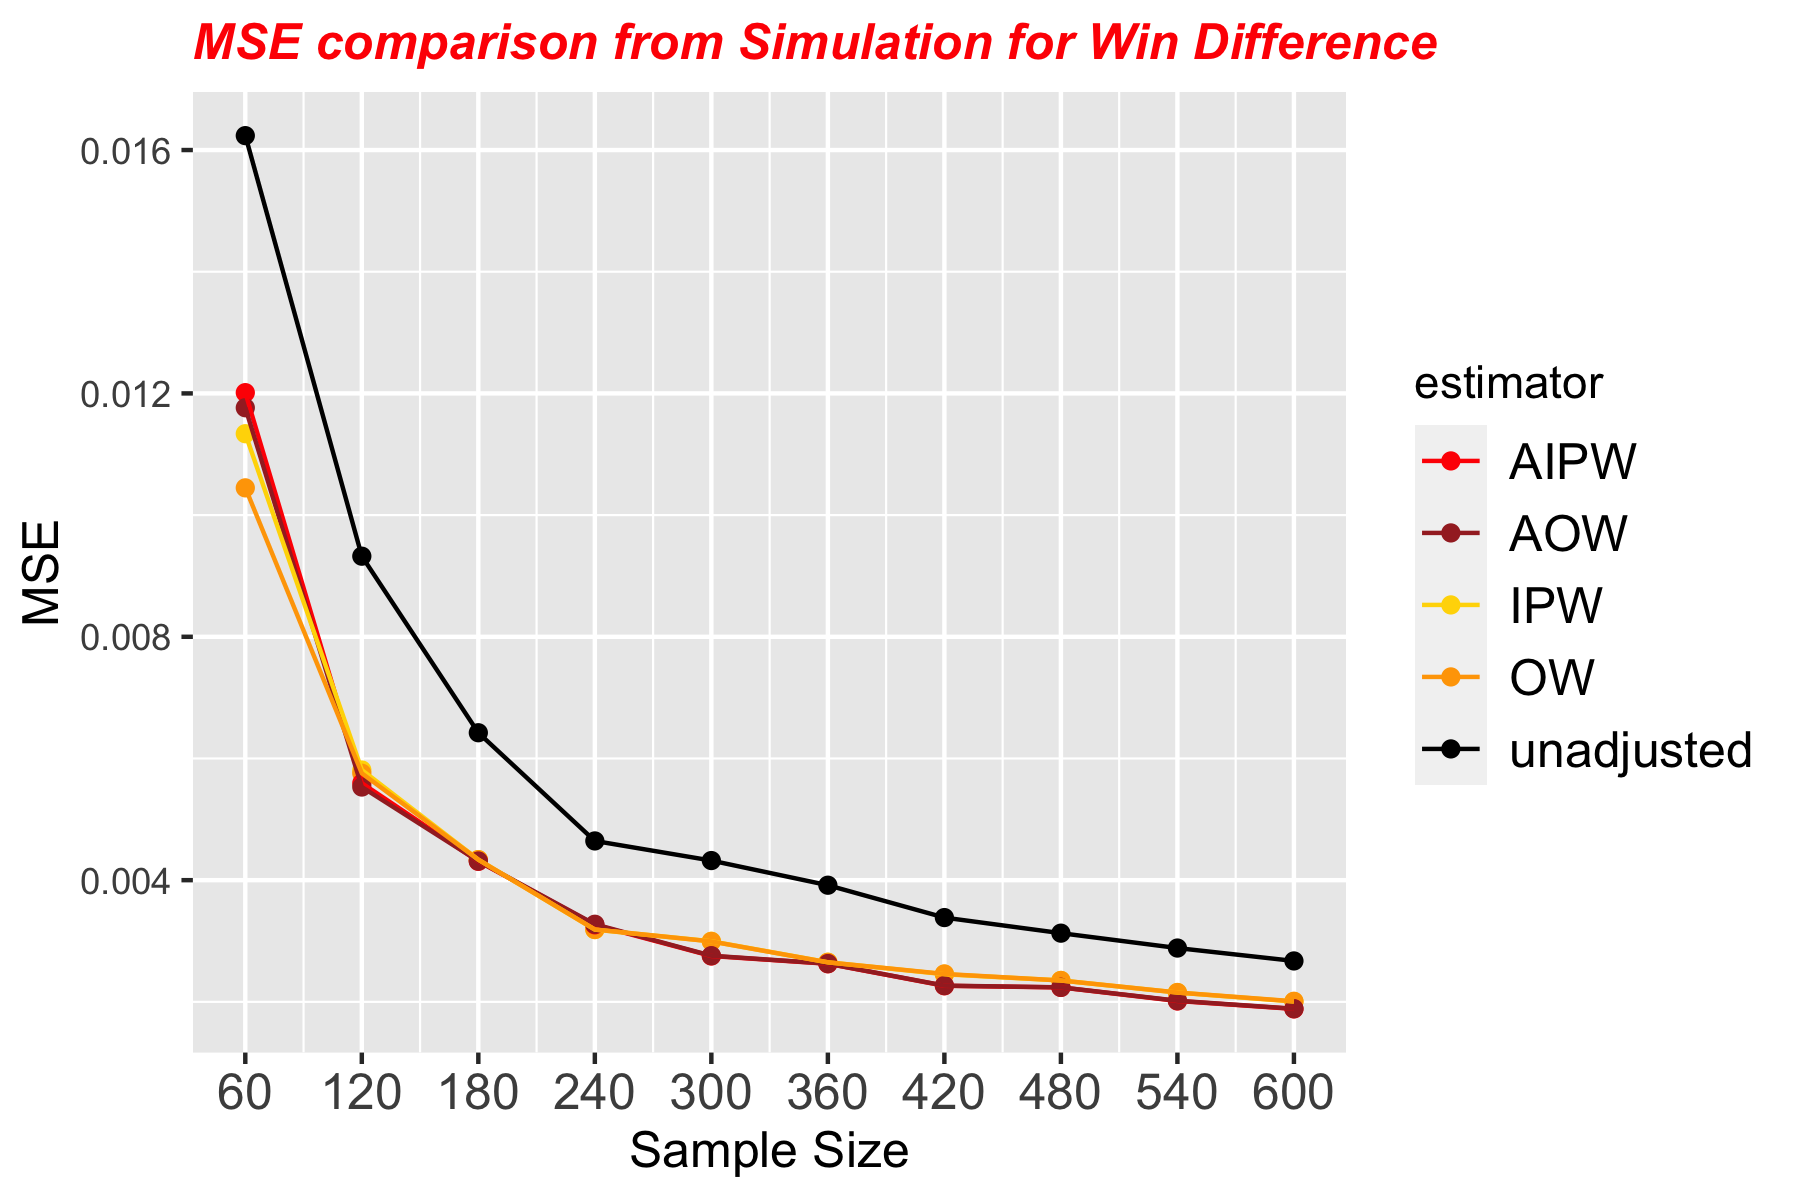 MSE comparison from Simulation for Win Difference
0.016
0.012
0.008
0.004
MSE
60 120 180 240 300 360 420 480 540 600
Sample Size
estimator
AIPW
AOW
IPW
OW
unadjusted